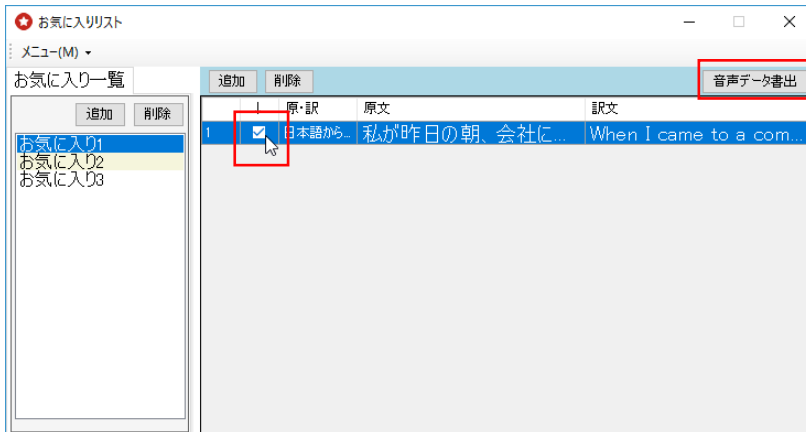 お気に入りリスト
メニュー(M)
お気に入り一覧
追加 削除
音声データ書出
追加 削除
原・訳 原文 訳文
お気に入り1
1 日本語から... 私が昨日の朝、会社に... When I came to a com...
お気に入り2
お気に入り3